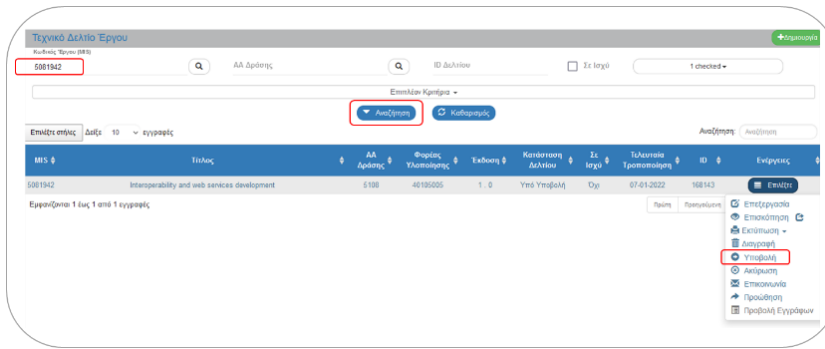 Τεχνικό Δελτίο Έργου
+Δημιουργία
Κωδικός Έργου (MIS)
5081942
ΑΑ Δράσης
ID Δελτίου
Σε Ισχύ
1 checked
Επιπλέον Κριτήρια
Αναζήτηση
Καθαρισμός
Επιλέξτε στήλες Δείξε 10 εγγραφές
Αναζήτηση: Αναζήτηση
MIS Τίτλος ΑΑ Δράσης Φορέας Υλοποίησης Έκδοση Κατάσταση Δελτίου Σε Ισχύ Τελευταία Τροποποίηση ID Ενέργειες
5081942 Interoperability and web services development 5108 40195005 1 . 0 Υπό Υποβολή Όχι 07-01-2022 168143 Επιλέξτε
Εμφανίζονται 1 έως 1 από 1 εγγραφές
Πρώτη Προηγούμενη
Επεξεργασία
Επισκόπηση
Εκτύπωση
Διαγραφή
Υποβολή
Ακύρωση
Επικοινωνία
Προώθηση
Προβολή Εγγράφων